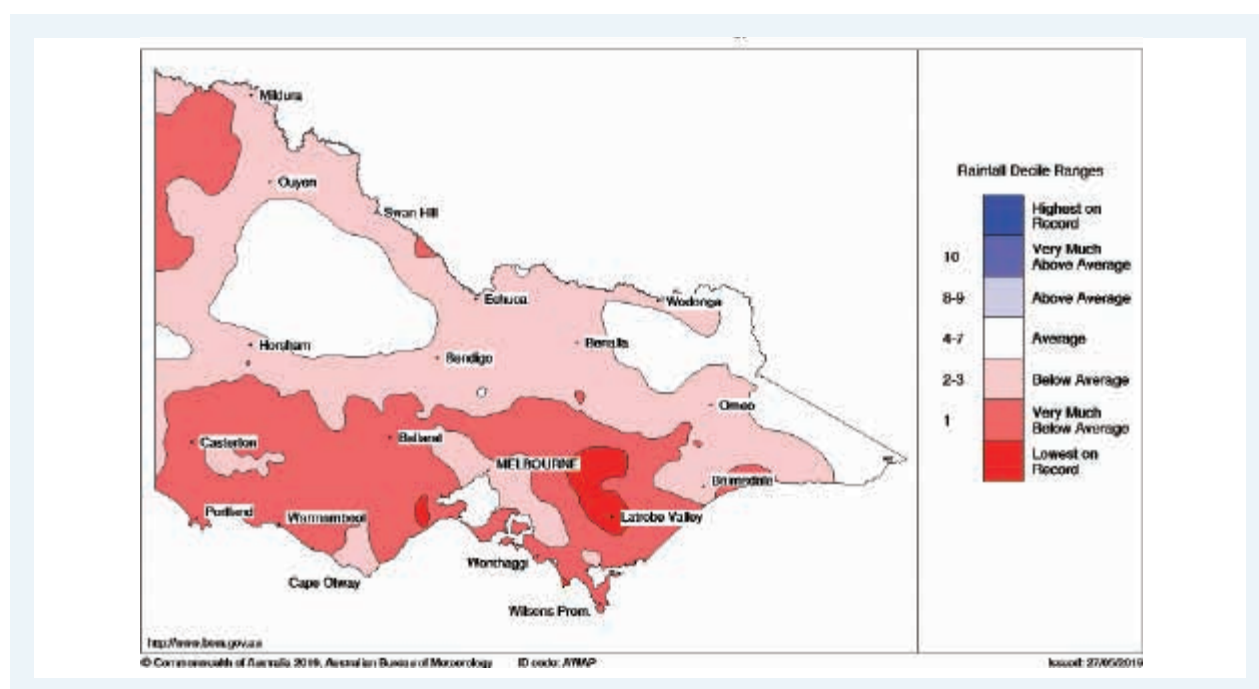 Mildura
Ouyen
Swan Hill
Echuca
Wodonga
Horsham
Benalla
Bendigo
Omeo
Casterton
Ballarat
MELBOURNE
Bairnsdale
Portland
Warrnambool
Latrobe Valley
Wonthaggi
Cape Otway
Wilsons Prom.
Rainfall Decile Ranges
Highest on
Record
10
Very Much
Above Average
8-9
Above Average
4-7
Average
2-3
Below Average
1
Very Much
Below Average
Lowest on
Record
http://www.bom.gov.au
© Commonwealth of Australia 2019, Australian Bureau of Meteorology
ID code: AWAP
Issued: 27/05/2019